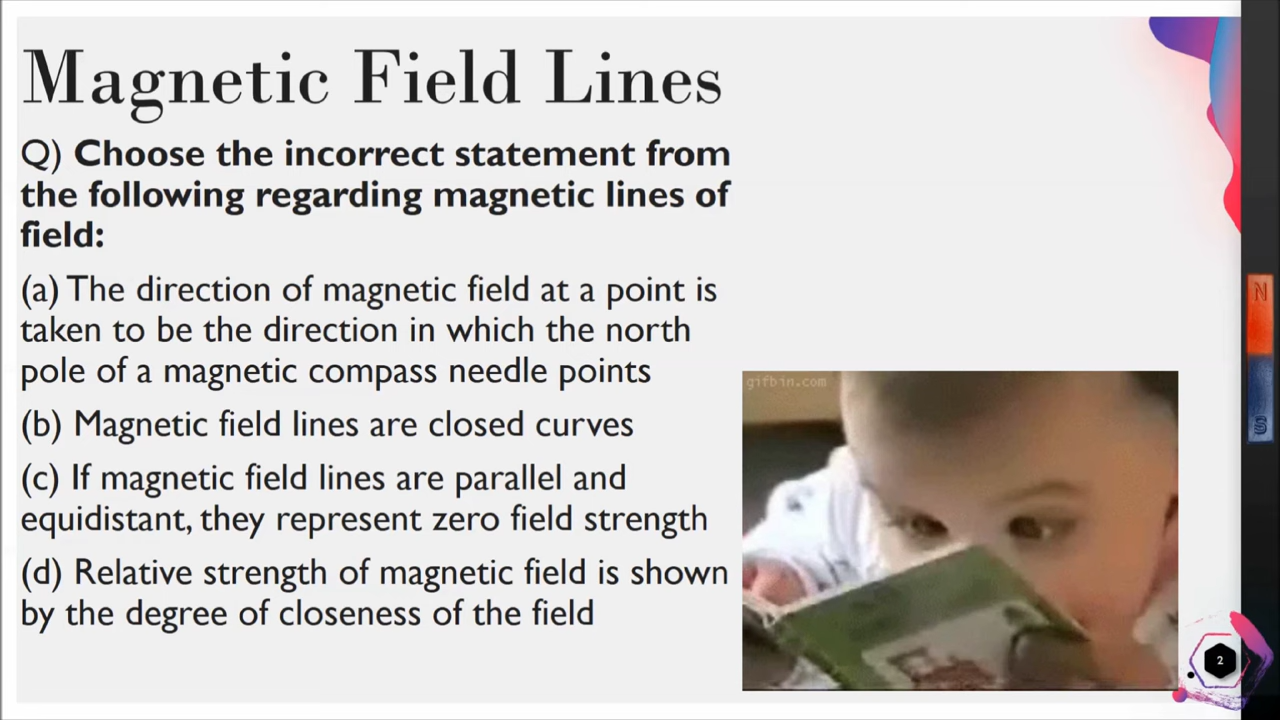 Magnetic Field Lines
Q) Choose the incorrect statement from
the following regarding magnetic lines of
field:
(a) The direction of magnetic field at a point is
taken to be the direction in which the north
pole of a magnetic compass needle points
(b) Magnetic field lines are closed curves
(c) If magnetic field lines are parallel and
equidistant, they represent zero field strength
(d) Relative strength of magnetic field is shown
by the degree of closeness of the field
gifbin.com
N
S
2